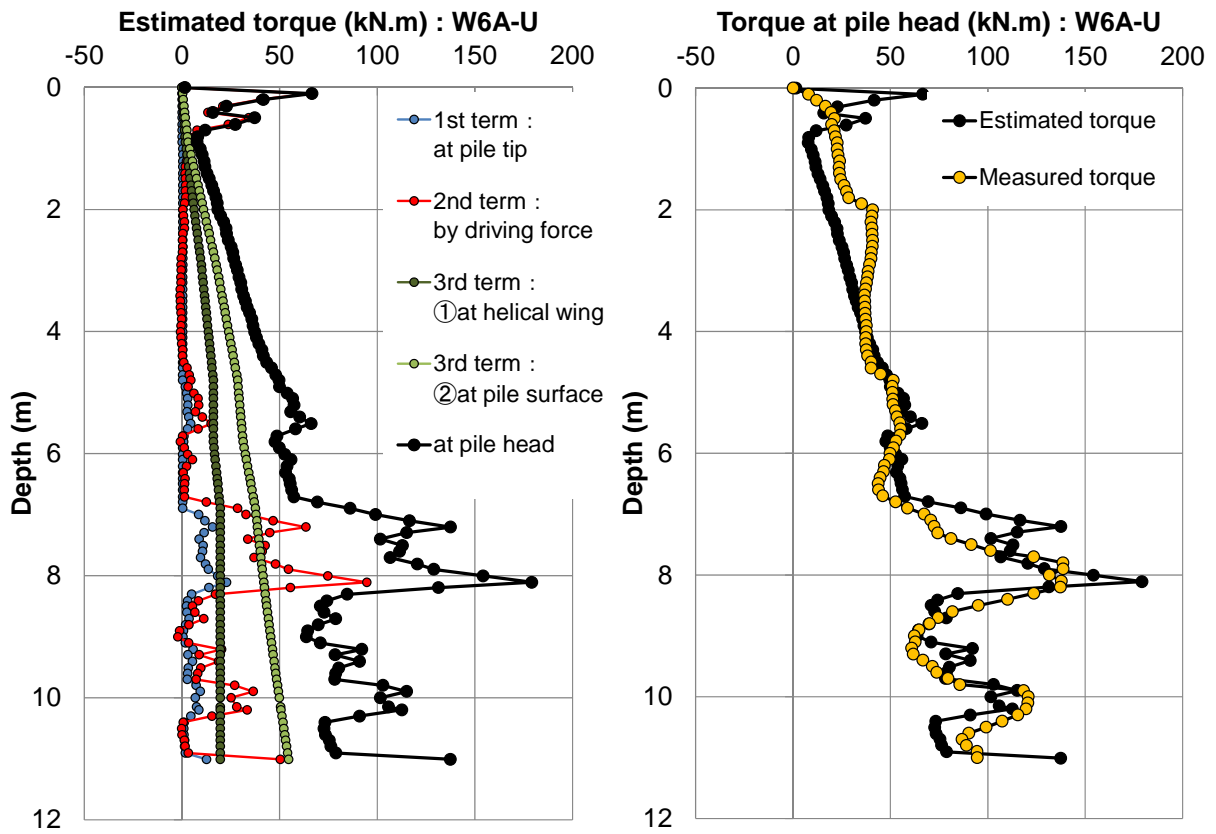 Estimated torque (kN.m) : W6A-U
-50 0 50 100 150 200
0
2
4
6
8
10
12
Depth (m)
1st term :
at pile tip
2nd term :
by driving force
3rd term :
①at helical wing
3rd term :
②at pile surface
at pile head
Torque at pile head (kN.m) : W6A-U
-50 0 50 100 150 200
0
2
4
6
8
10
12
Depth (m)
Estimated torque
Measured torque